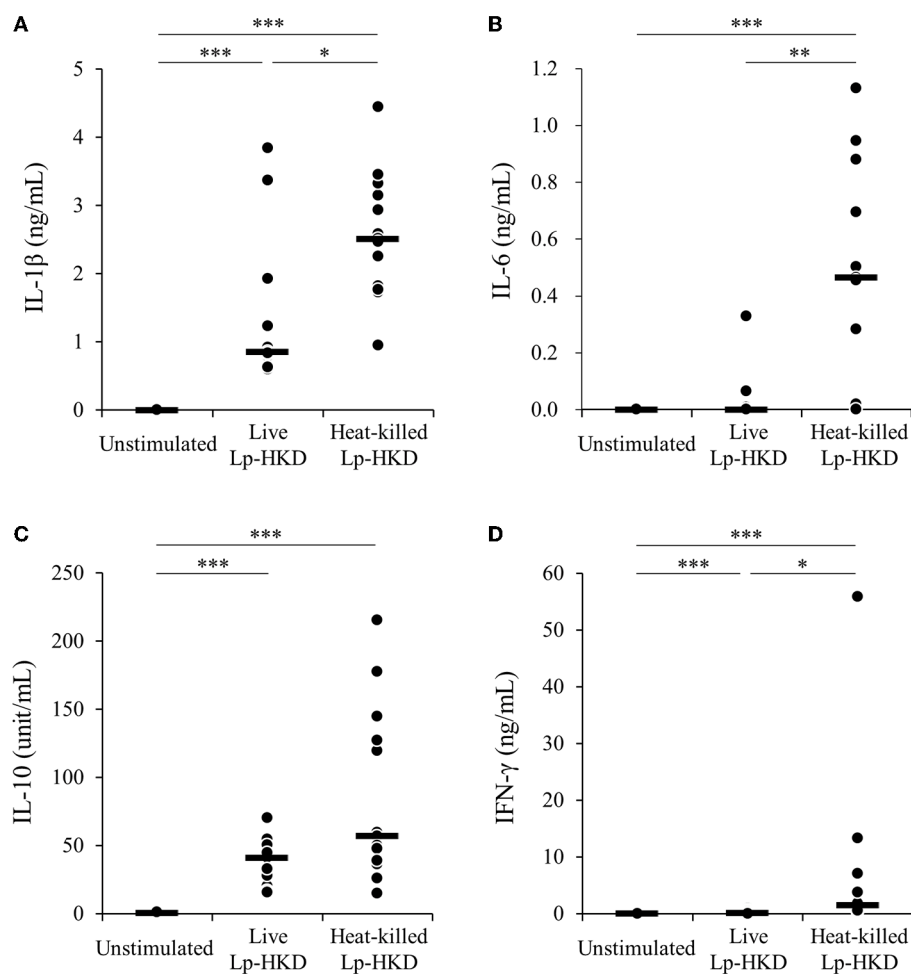 A
***
***
*
5
4
3
2
1
0
IL-1β (ng/mL)
Unstimulated
Live
Lp-HKD
Heat-killed
Lp-HKD
B
***
**
1.2
1.0
0.8
0.6
0.4
0.2
0.0
IL-6 (ng/mL)
Unstimulated
Live
Lp-HKD
Heat-killed
Lp-HKD
C
***
***
250
200
150
100
50
0
IL-10 (unit/mL)
Unstimulated
Live
Lp-HKD
Heat-killed
Lp-HKD
D
***
***
*
60
50
40
30
20
10
0
IFN-γ (ng/mL)
Unstimulated
Live
Lp-HKD
Heat-killed
Lp-HKD